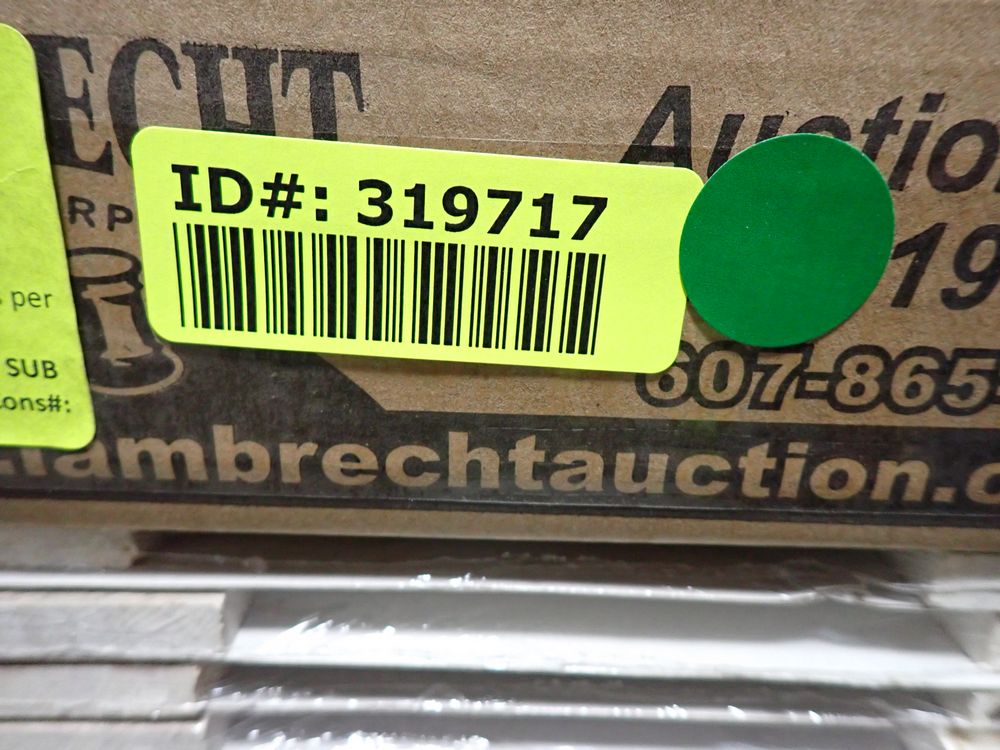 ECHT
Auctio
RP
ID#: 319717
19
per
SUB
ons#:
607-865
.lambrechtauction.c